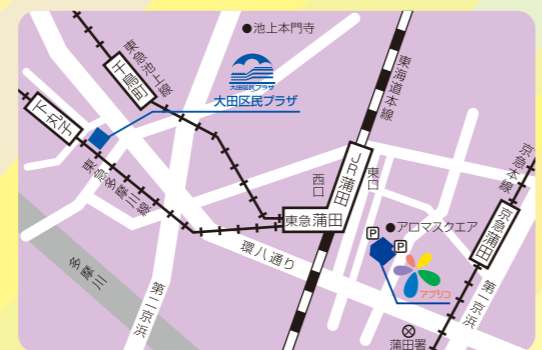 池上本門寺
東急池上線
千鳥町
大田区民プラザ
大田区民プラザ
東海道本線
下丸子
東急多摩川線
西口
JR蒲田
東口
東急蒲田
京急本線
京急蒲田
アロマスクエア
P
P
アプリコ
環八通り
多摩川
第二京浜
第一京浜
蒲田署